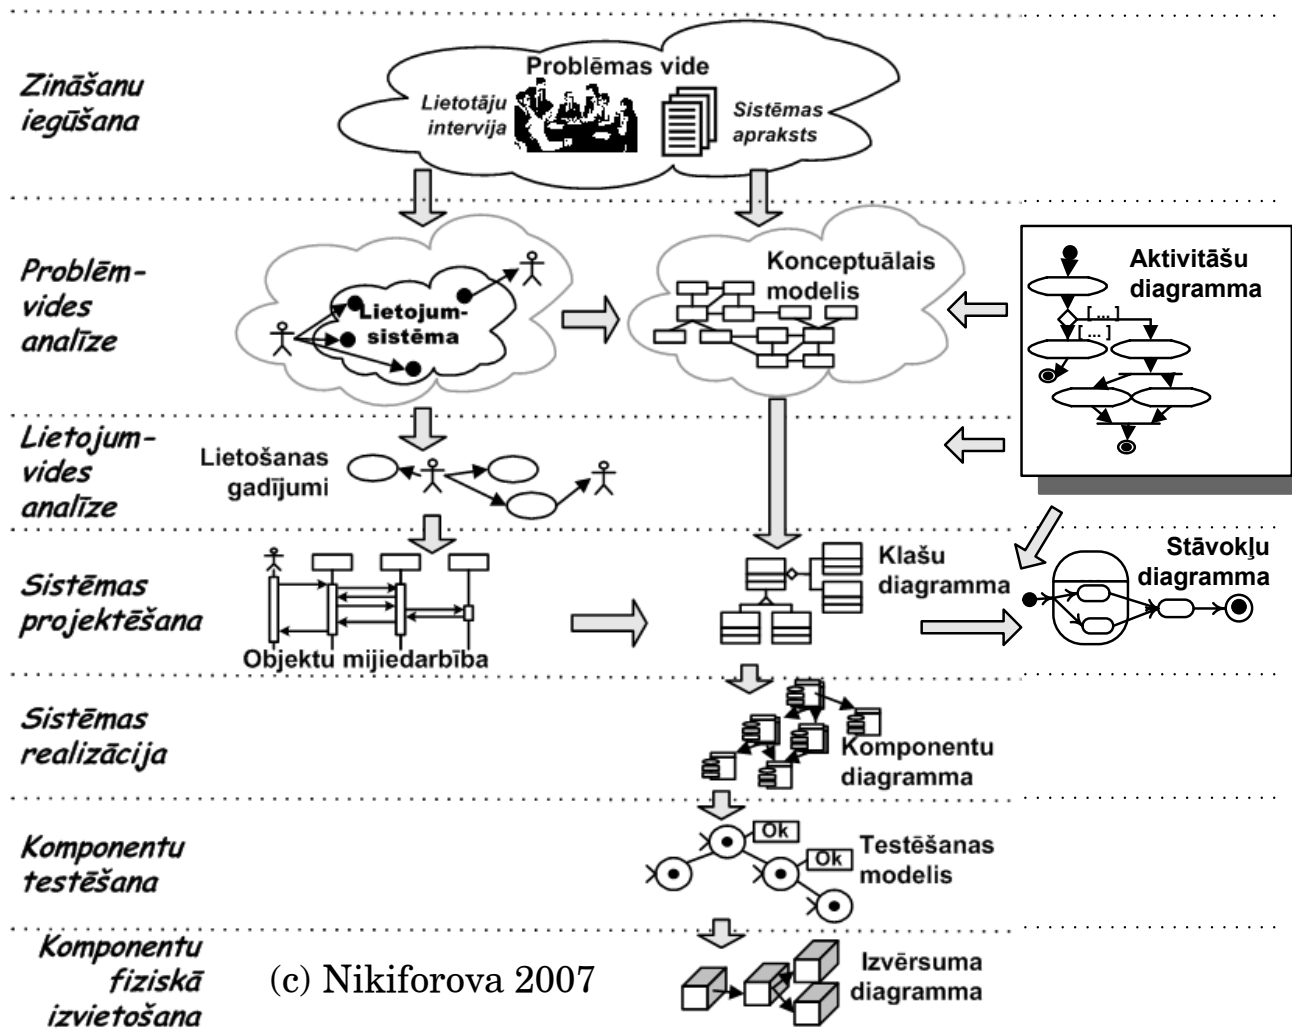 Zināšanu
iegūšana
Problēmas vide
Lietotāju
intervija
Sistēmas
apraksts
Problēm-
vides
analīze
Lietojum-
sistēma
Konceptuālais
modelis
Aktivitāšu
diagramma
[ ... ]
[ ... ]
Lietojum-
vides
analīze
Lietošanas
gadījumi
Sistēmas
projektēšana
Objektu mijiedarbība
Klašu
diagramma
Stāvokļu
diagramma
Sistēmas
realizācija
Komponentu
diagramma
Komponentu
testēšana
Ok
Ok
Testēšanas
modelis
Komponentu
fiziskā
izvietošana
(c) Nikiforova 2007
Izvērsuma
diagramma